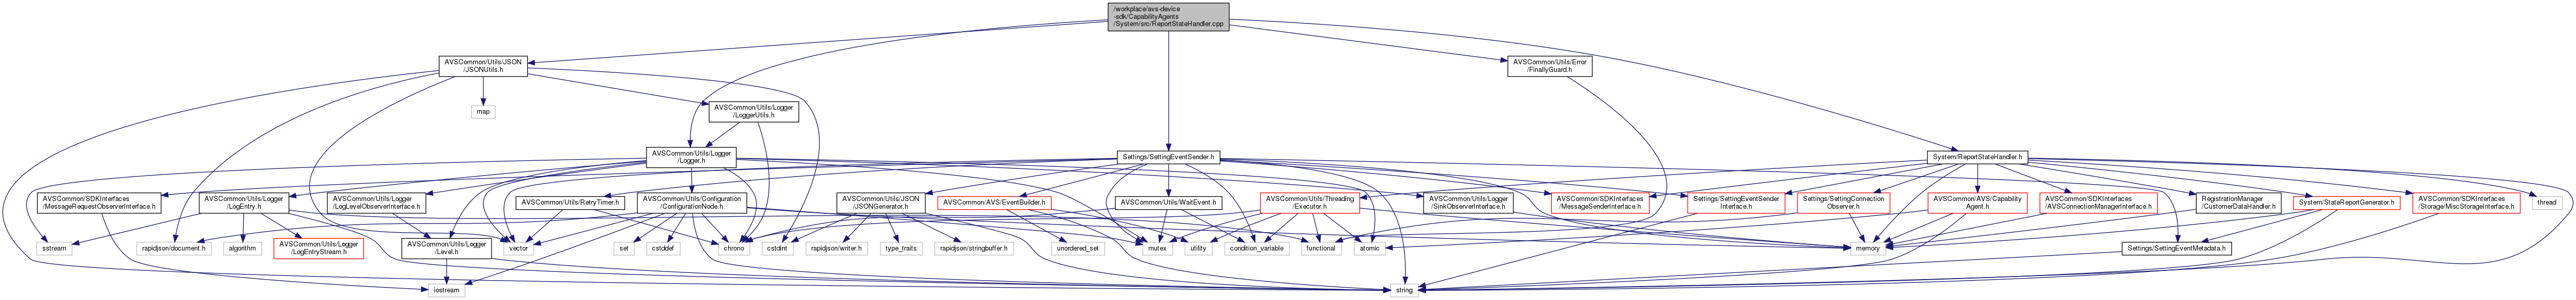 /workplace/avs-device
-sdk/CapabilityAgents
/System/src/ReportStateHandler.cpp
AVSCommon/Utils/JSON
/JSONUtils.h
AVSCommon/Utils/Error
/FinallyGuard.h
map
AVSCommon/Utils/Logger
/LoggerUtils.h
AVSCommon/Utils/Logger
/Logger.h
Settings/SettingEventSender.h
System/ReportStateHandler.h
AVSCommon/SDKInterfaces
/MessageRequestObserverInterface.h
AVSCommon/Utils/Logger
/LogEntry.h
AVSCommon/Utils/Logger
/LogLevelObserverInterface.h
AVSCommon/Utils/RetryTimer.h
AVSCommon/Utils/Configuration
/ConfigurationNode.h
AVSCommon/Utils/JSON
/JSONGenerator.h
AVSCommon/AVS/EventBuilder.h
AVSCommon/Utils/WaitEvent.h
AVSCommon/Utils/Threading
/Executor.h
AVSCommon/Utils/Logger
/SinkObserverInterface.h
AVSCommon/SDKInterfaces
/MessageSenderInterface.h
Settings/SettingEventSender
Interface.h
Settings/SettingConnection
Observer.h
AVSCommon/AVS/Capability
Agent.h
AVSCommon/SDKInterfaces
/AVSConnectionManagerInterface.h
RegistrationManager
/CustomerDataHandler.h
System/StateReportGenerator.h
AVSCommon/SDKInterfaces
/Storage/MiscStorageInterface.h
thread
sstream
rapidjson/document.h
algorithm
AVSCommon/Utils/Logger
/LogEntryStream.h
AVSCommon/Utils/Logger
/Level.h
vector
set
cstddef
chrono
cstdint
rapidjson/writer.h
type_traits
rapidjson/stringbuffer.h
unordered_set
mutex
utility
condition_variable
functional
atomic
memory
Settings/SettingEventMetadata.h
iostream
string